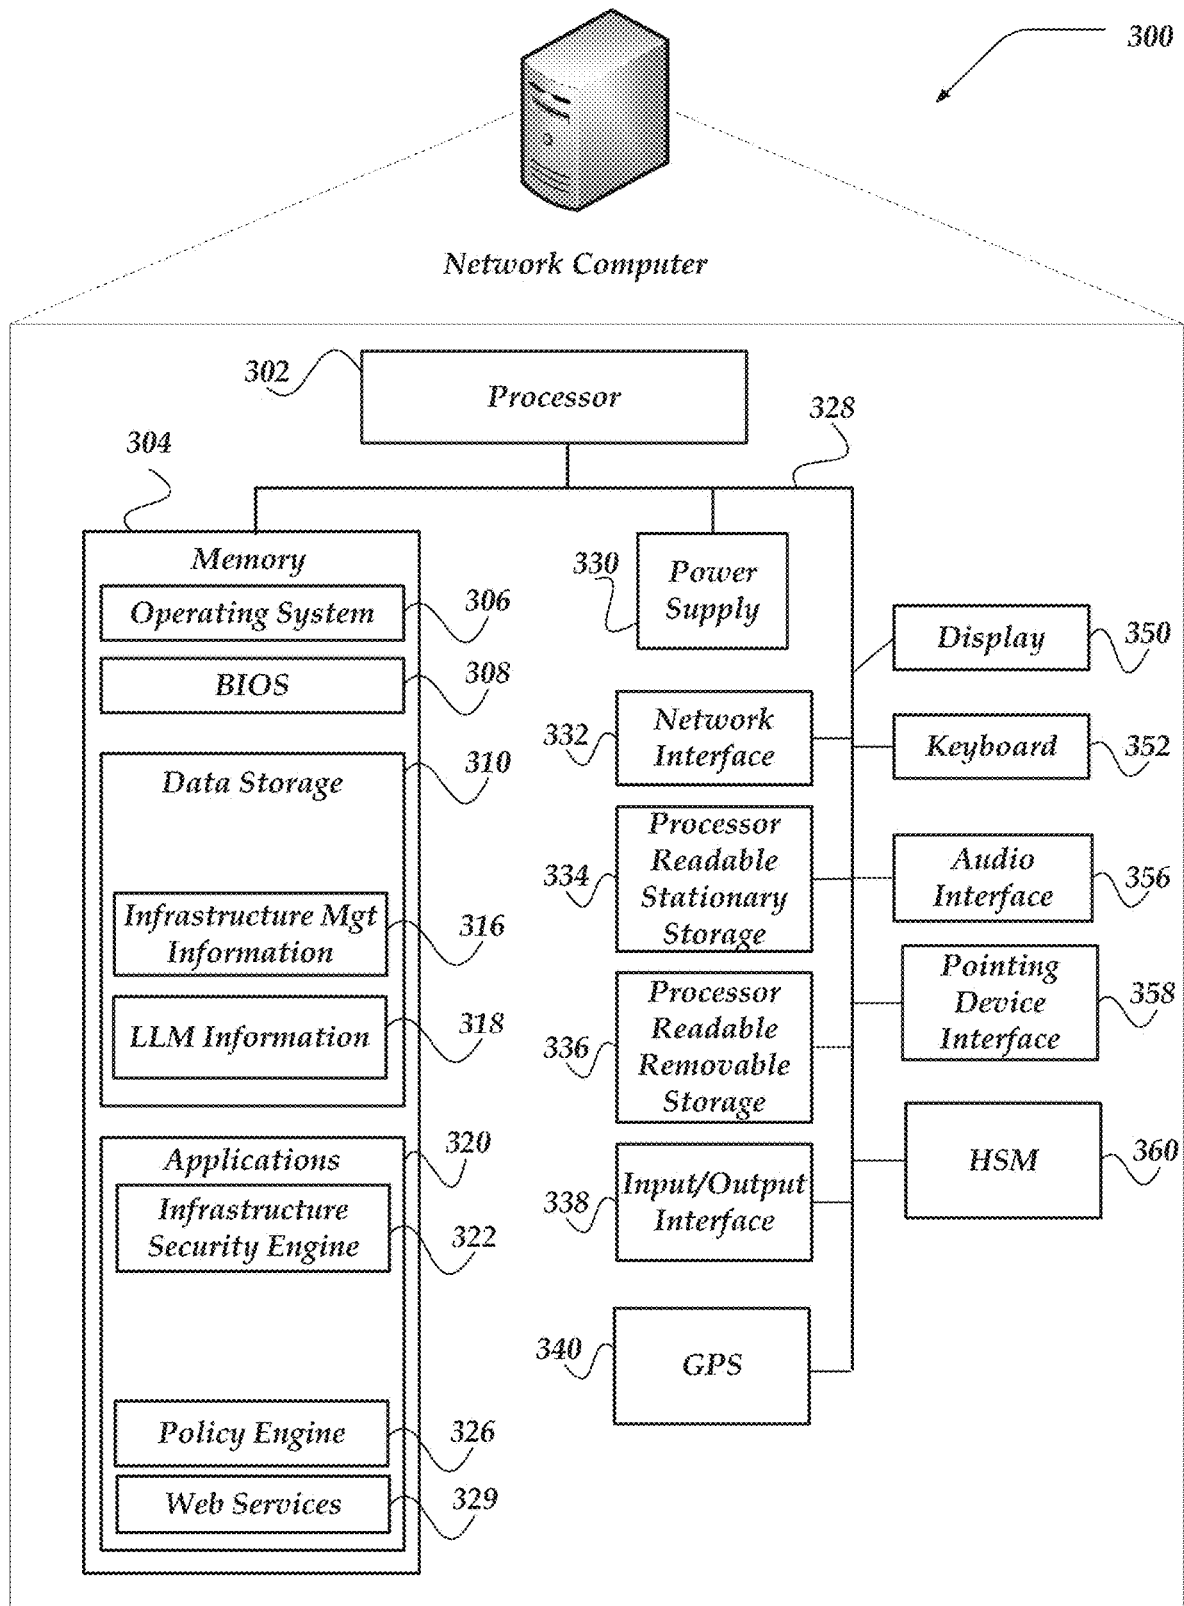 300
Network Computer
302
Processor
328
304
Memory
Operating System
306
BIOS
308
Data Storage
310
Infrastructure Mgt
Information
316
LLM Information
318
Applications
320
Infrastructure
Security Engine
322
Policy Engine
326
Web Services
329
330
Power
Supply
332
Network
Interface
334
Processor
Readable
Stationary
Storage
336
Processor
Readable
Removable
Storage
338
Input/Output
Interface
340
GPS
Display
350
Keyboard
352
Audio
Interface
356
Pointing
Device
Interface
358
HSM
360